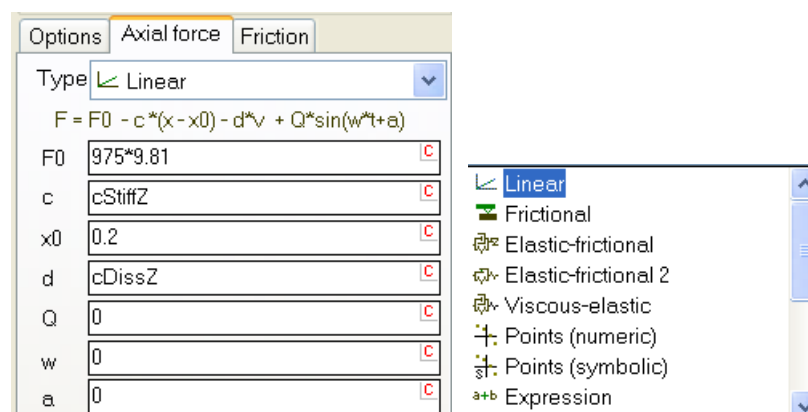 Options Axial force Friction
Type Linear
F = F0 - c*(x-x0) - d*v + Q*sin(w*t+a)
F0 975*9.81 C
c cStiffZ C
x0 0.2 C
d cDissZ C
Q 0 C
w 0 C
a 0 C
Linear
Frictional
Elastic-frictional
Elastic-frictional 2
Viscous-elastic
Points (numeric)
Points (symbolic)
a+b Expression